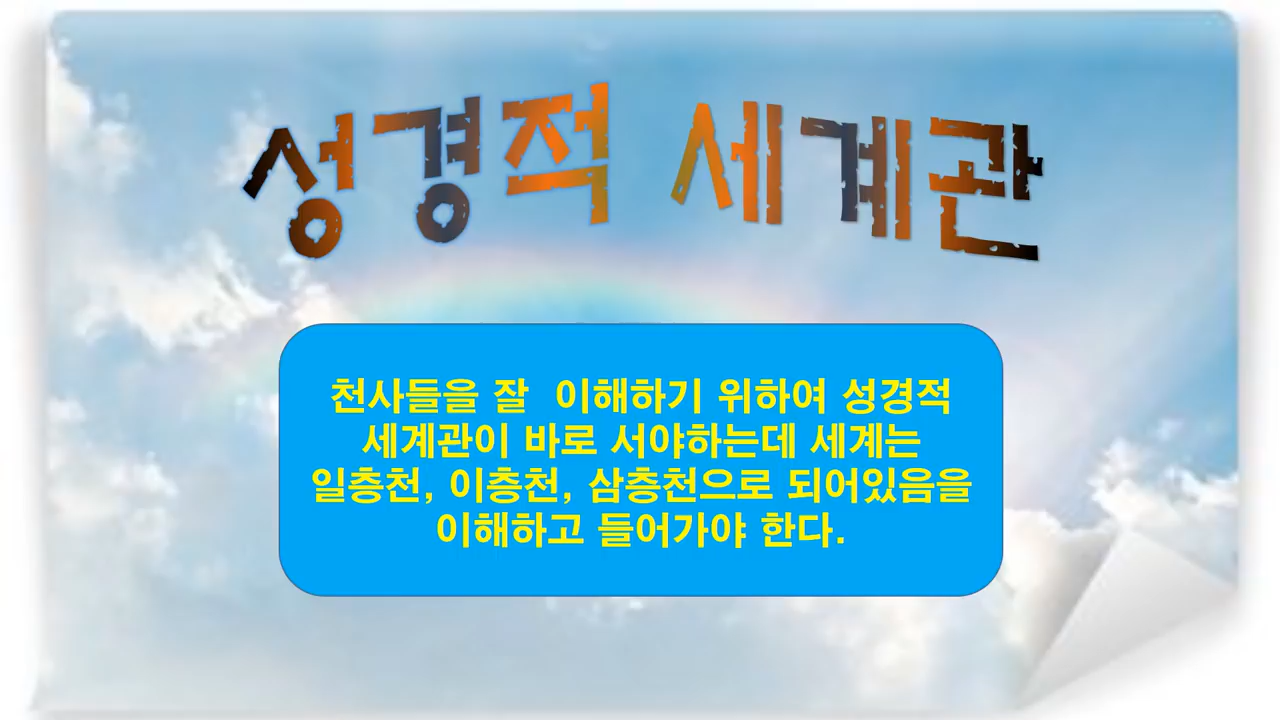 성경적 세계관
천사들을 잘  이해하기 위하여 성경적
세계관이 바로 서야하는데 세계는
일층천, 이층천, 삼층천으로 되어있음을
이해하고 들어가야 한다.